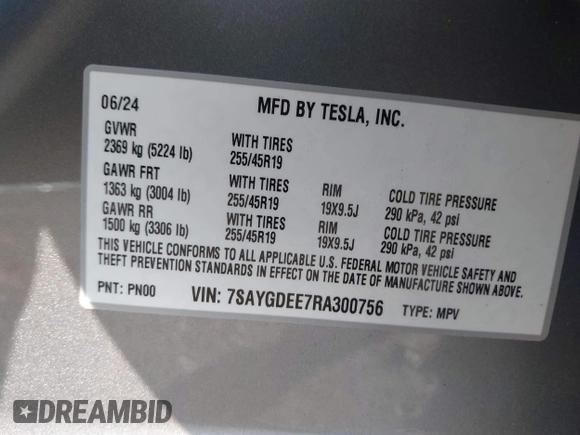 06/24 MFD BY TESLA, INC.
GVWR
2369 kg (5224 lb) WITH TIRES 255/45R19
GAWR FRT
1363 kg (3004 lb) WITH TIRES 255/45R19 RIM 19X9.5J COLD TIRE PRESSURE 290 kPa, 42 psi
GAWR RR
1500 kg (3306 lb) WITH TIRES 255/45R19 RIM 19X9.5J COLD TIRE PRESSURE 290 kPa, 42 psi
THIS VEHICLE CONFORMS TO ALL APPLICABLE U.S. FEDERAL MOTOR VEHICLE SAFETY AND
THEFT PREVENTION STANDARDS IN EFFECT ON THE DATE OF MANUFACTURE SHOWN ABOVE.
PNT: PN00 VIN: 7SAYGDEE7RA300756 TYPE: MPV
DREAMBID